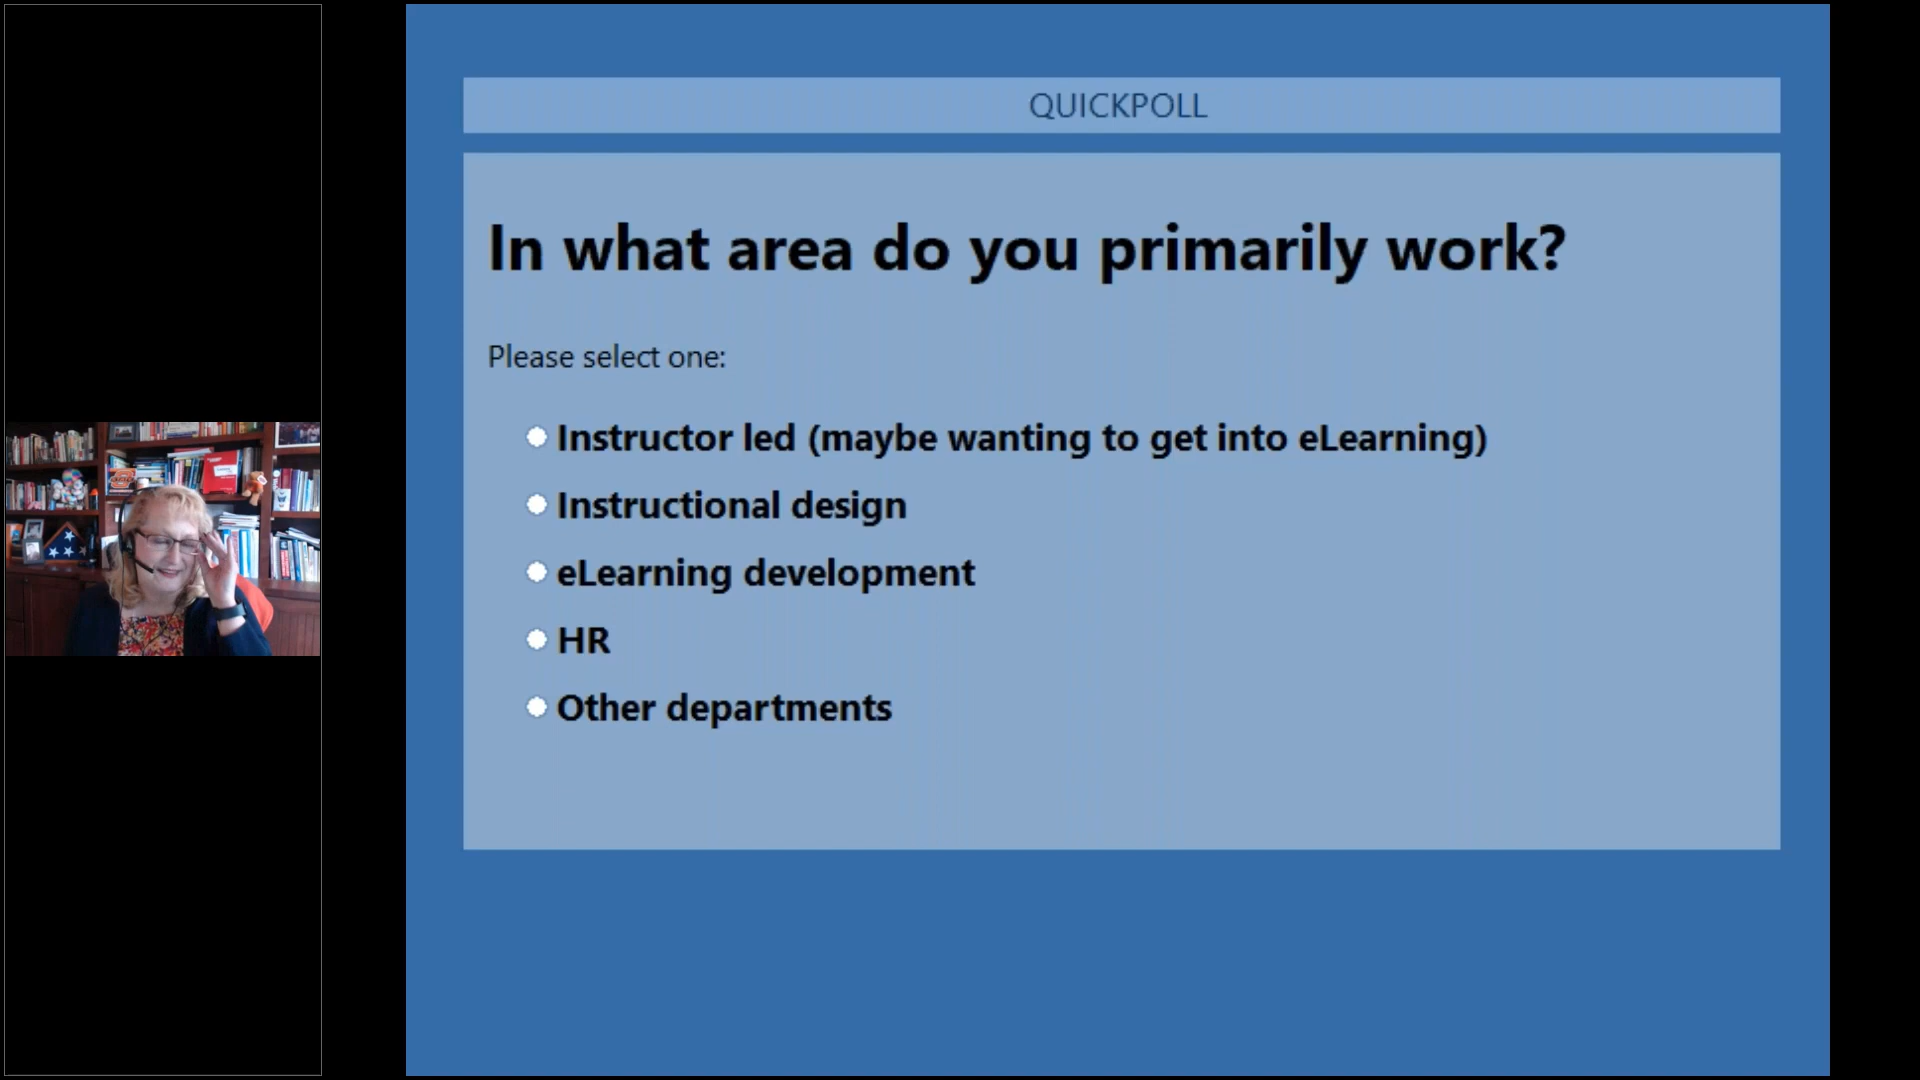 QUICKPOLL
In what area do you primarily work?
Please select one:
Instructor led (maybe wanting to get into eLearning)
Instructional design
eLearning development
HR
Other departments